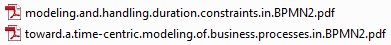 modeling.and.handling.duration.constraints.in.BPMN2.pdf
toward.a.time-centric.modeling.of.business.processes.in.BPMN2.pdf